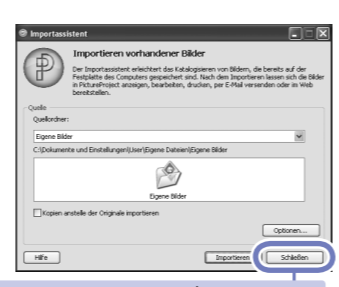 Importassistent
Importieren vorhandener Bilder
Der Importassistent erleichtert das Katalogisieren von Bildern, die bereits auf der
Festplatte des Computers gespeichert sind. Nach dem Importieren lassen sich die Bilder
in PictureProject anzeigen, bearbeiten, drucken, per E-Mail versenden oder im Web
bereitstellen.
Quelle
Quellordner:
Eigene Bilder
C:\Dokumente und Einstellungen\User\Eigene Dateien\Eigene Bilder
Eigene Bilder
Kopien anstelle der Originale importieren
Optionen...
Hilfe
Importieren
Schließen